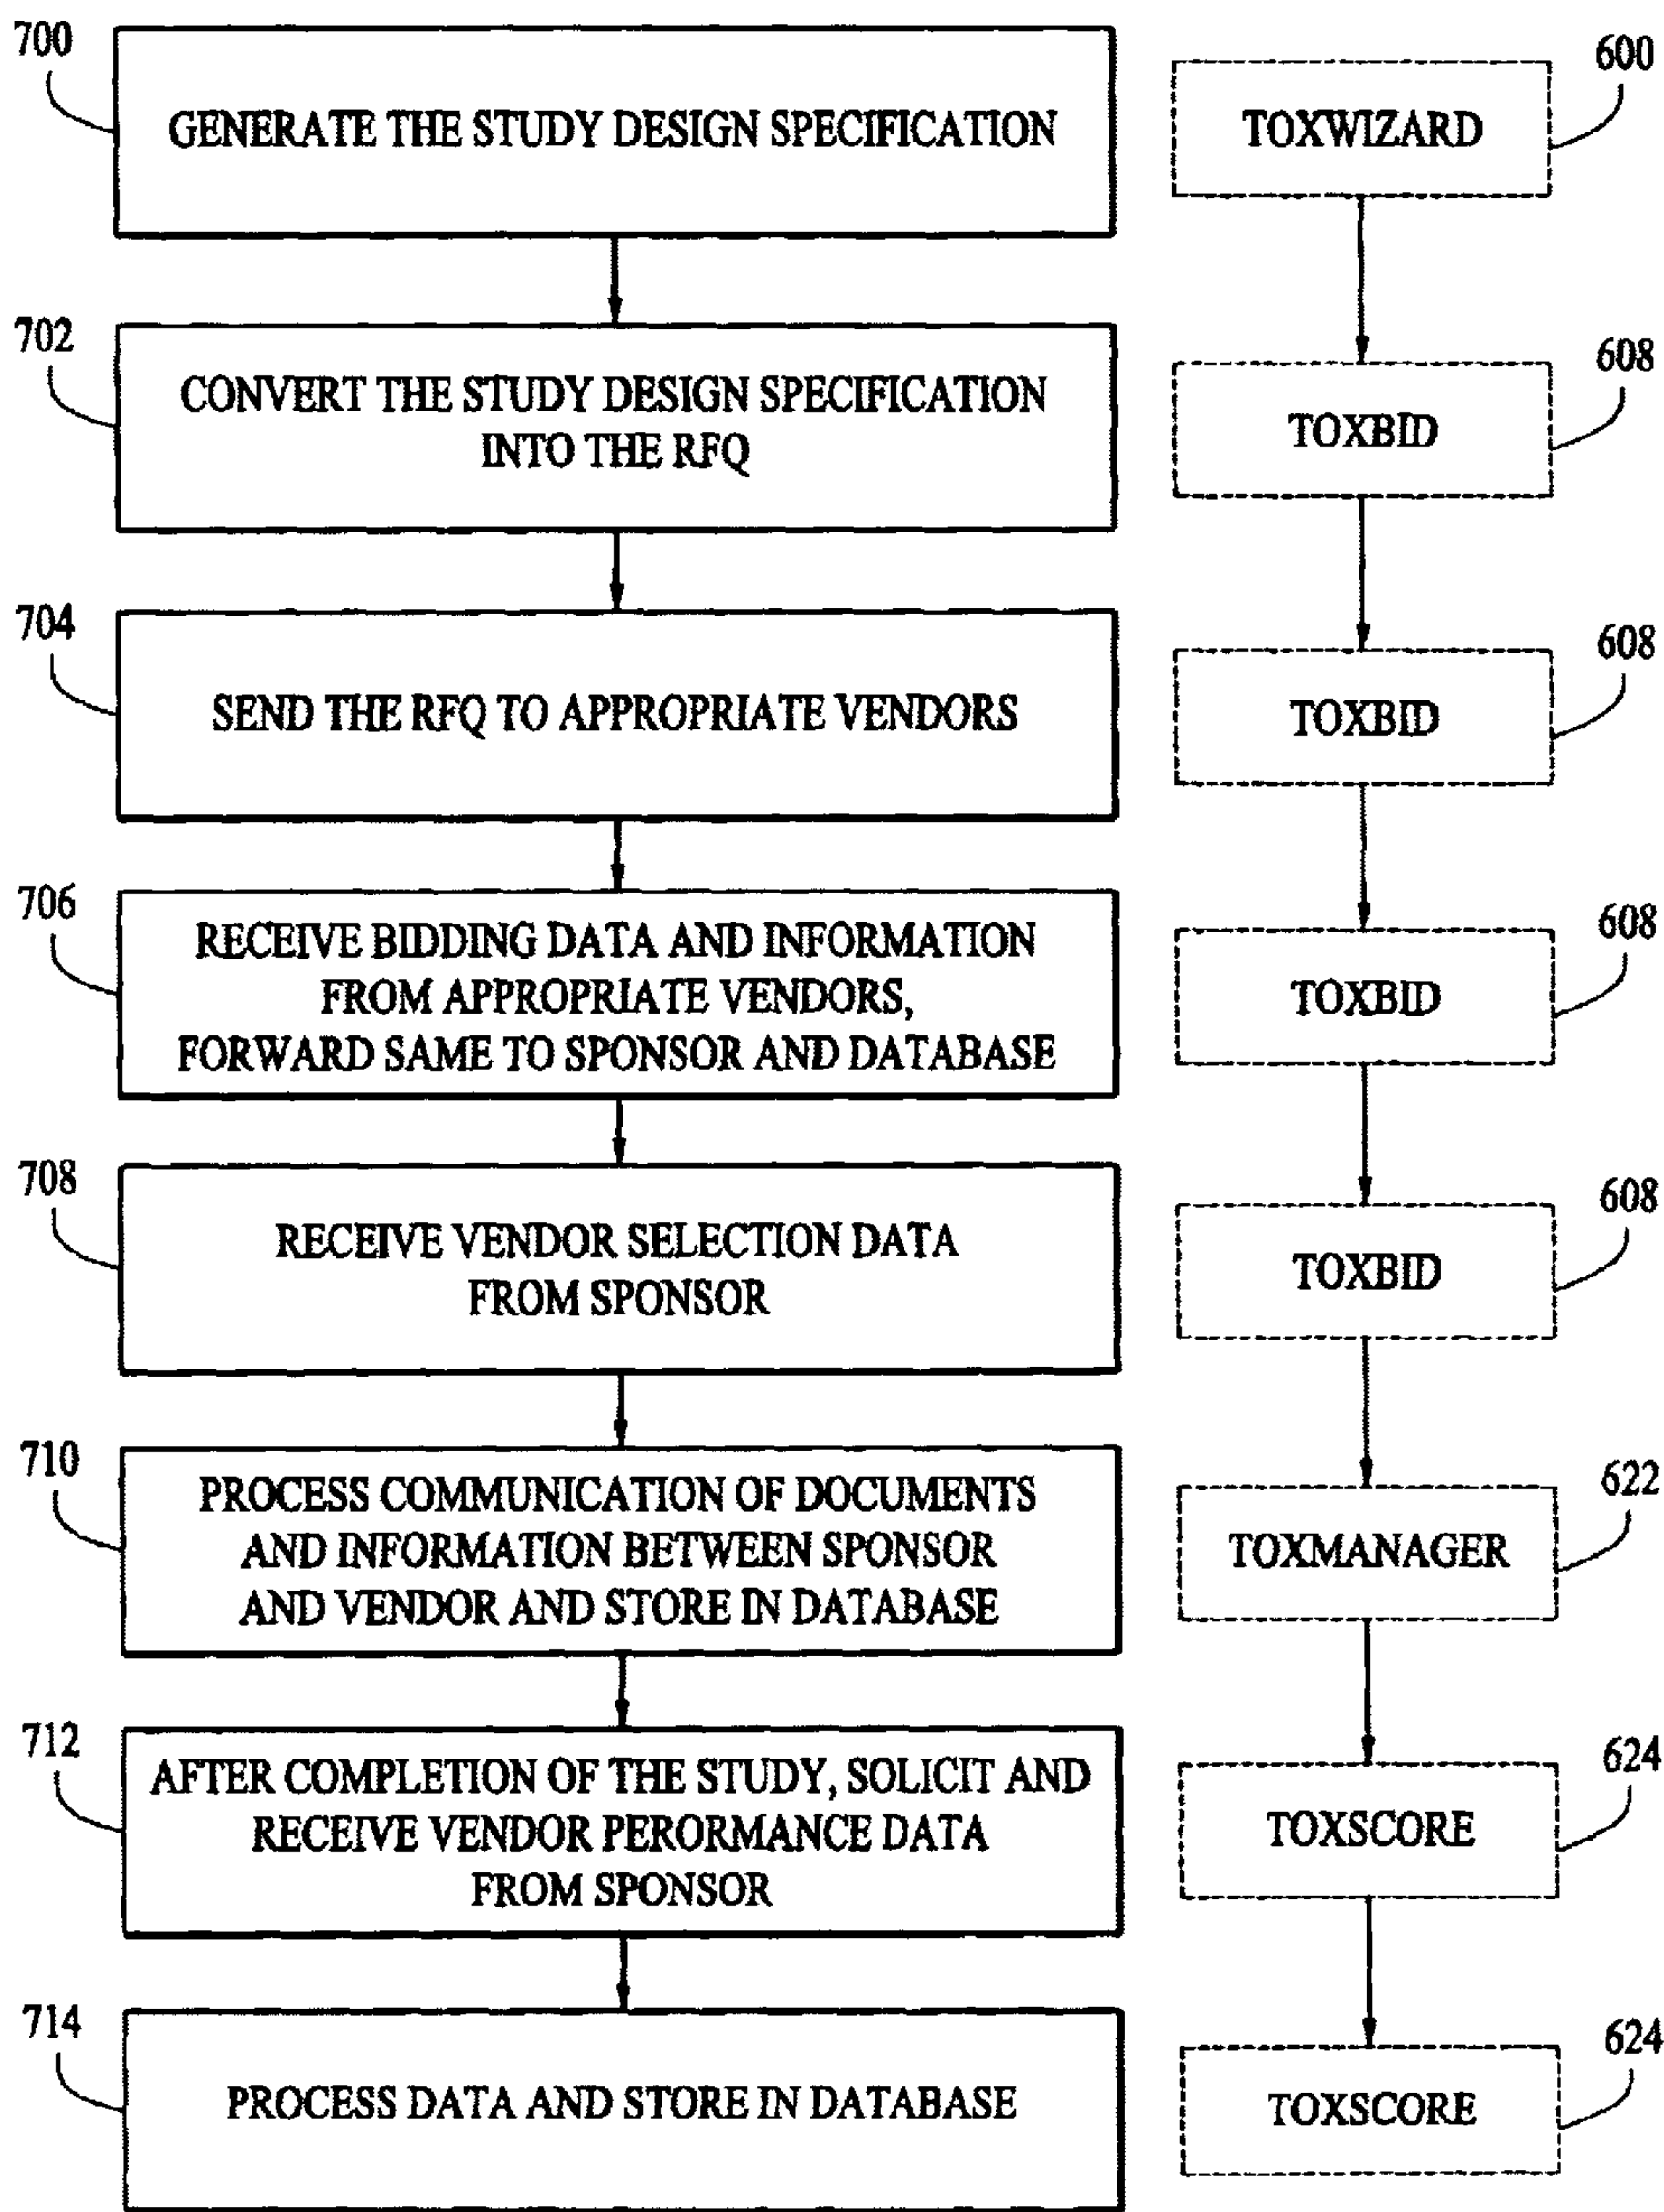 700
GENERATE THE STUDY DESIGN SPECIFICATION
TOXWIZARD
600
702
CONVERT THE STUDY DESIGN SPECIFICATION
INTO THE RFQ
TOXBID
608
704
SEND THE RFQ TO APPROPRIATE VENDORS
TOXBID
608
706
RECEIVE BIDDING DATA AND INFORMATION
FROM APPROPRIATE VENDORS,
FORWARD SAME TO SPONSOR AND DATABASE
TOXBID
608
708
RECEIVE VENDOR SELECTION DATA
FROM SPONSOR
TOXBID
608
710
PROCESS COMMUNICATION OF DOCUMENTS
AND INFORMATION BETWEEN SPONSOR
AND VENDOR AND STORE IN DATABASE
TOXMANAGER
622
712
AFTER COMPLETION OF THE STUDY, SOLICIT AND
RECEIVE VENDOR PERORMANCE DATA
FROM SPONSOR
TOXSCORE
624
714
PROCESS DATA AND STORE IN DATABASE
TOXSCORE
624